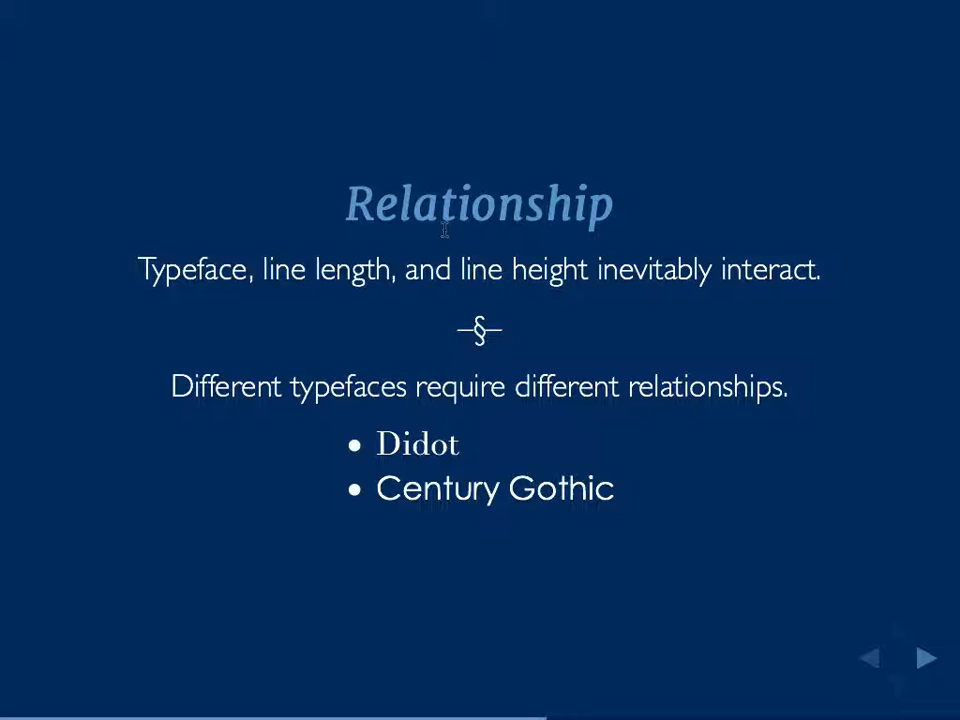 Relationship
Typeface, line length, and line height inevitably interact.
–§–
Different typefaces require different relationships.
• Didot
• Century Gothic